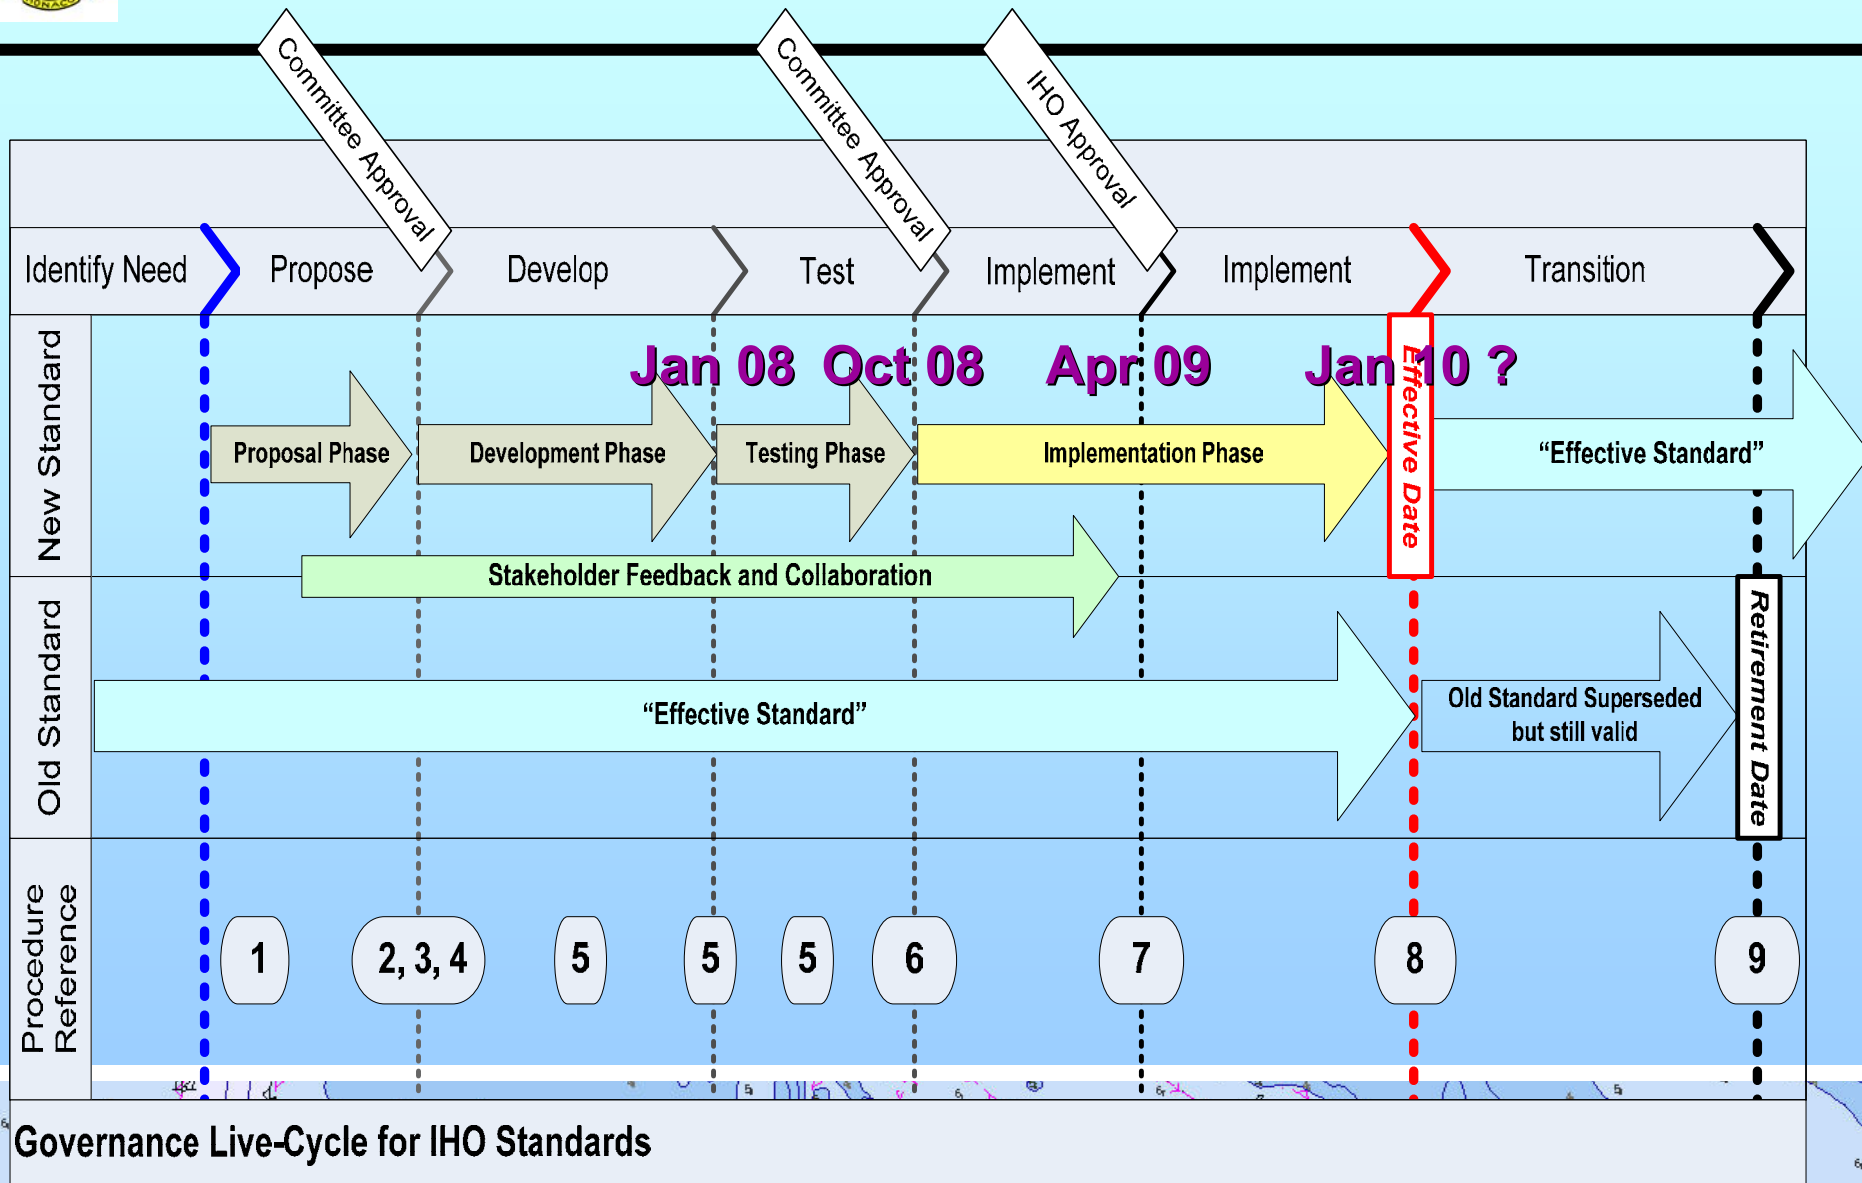 MONACO
Committee Approval
Committee Approval
IHO Approval
Identify Need
Propose
Develop
Test
Implement
Implement
Transition
New Standard
Jan 08
Oct 08
Apr 09
Jan 10 ?
Proposal Phase
Development Phase
Testing Phase
Implementation Phase
Effective Date
“Effective Standard”
Stakeholder Feedback and Collaboration
Old Standard
“Effective Standard”
Old Standard Superseded
but still valid
Retirement Date
Procedure
Reference
1
2, 3, 4
5
5
5
6
7
8
9
Governance Live-Cycle for IHO Standards